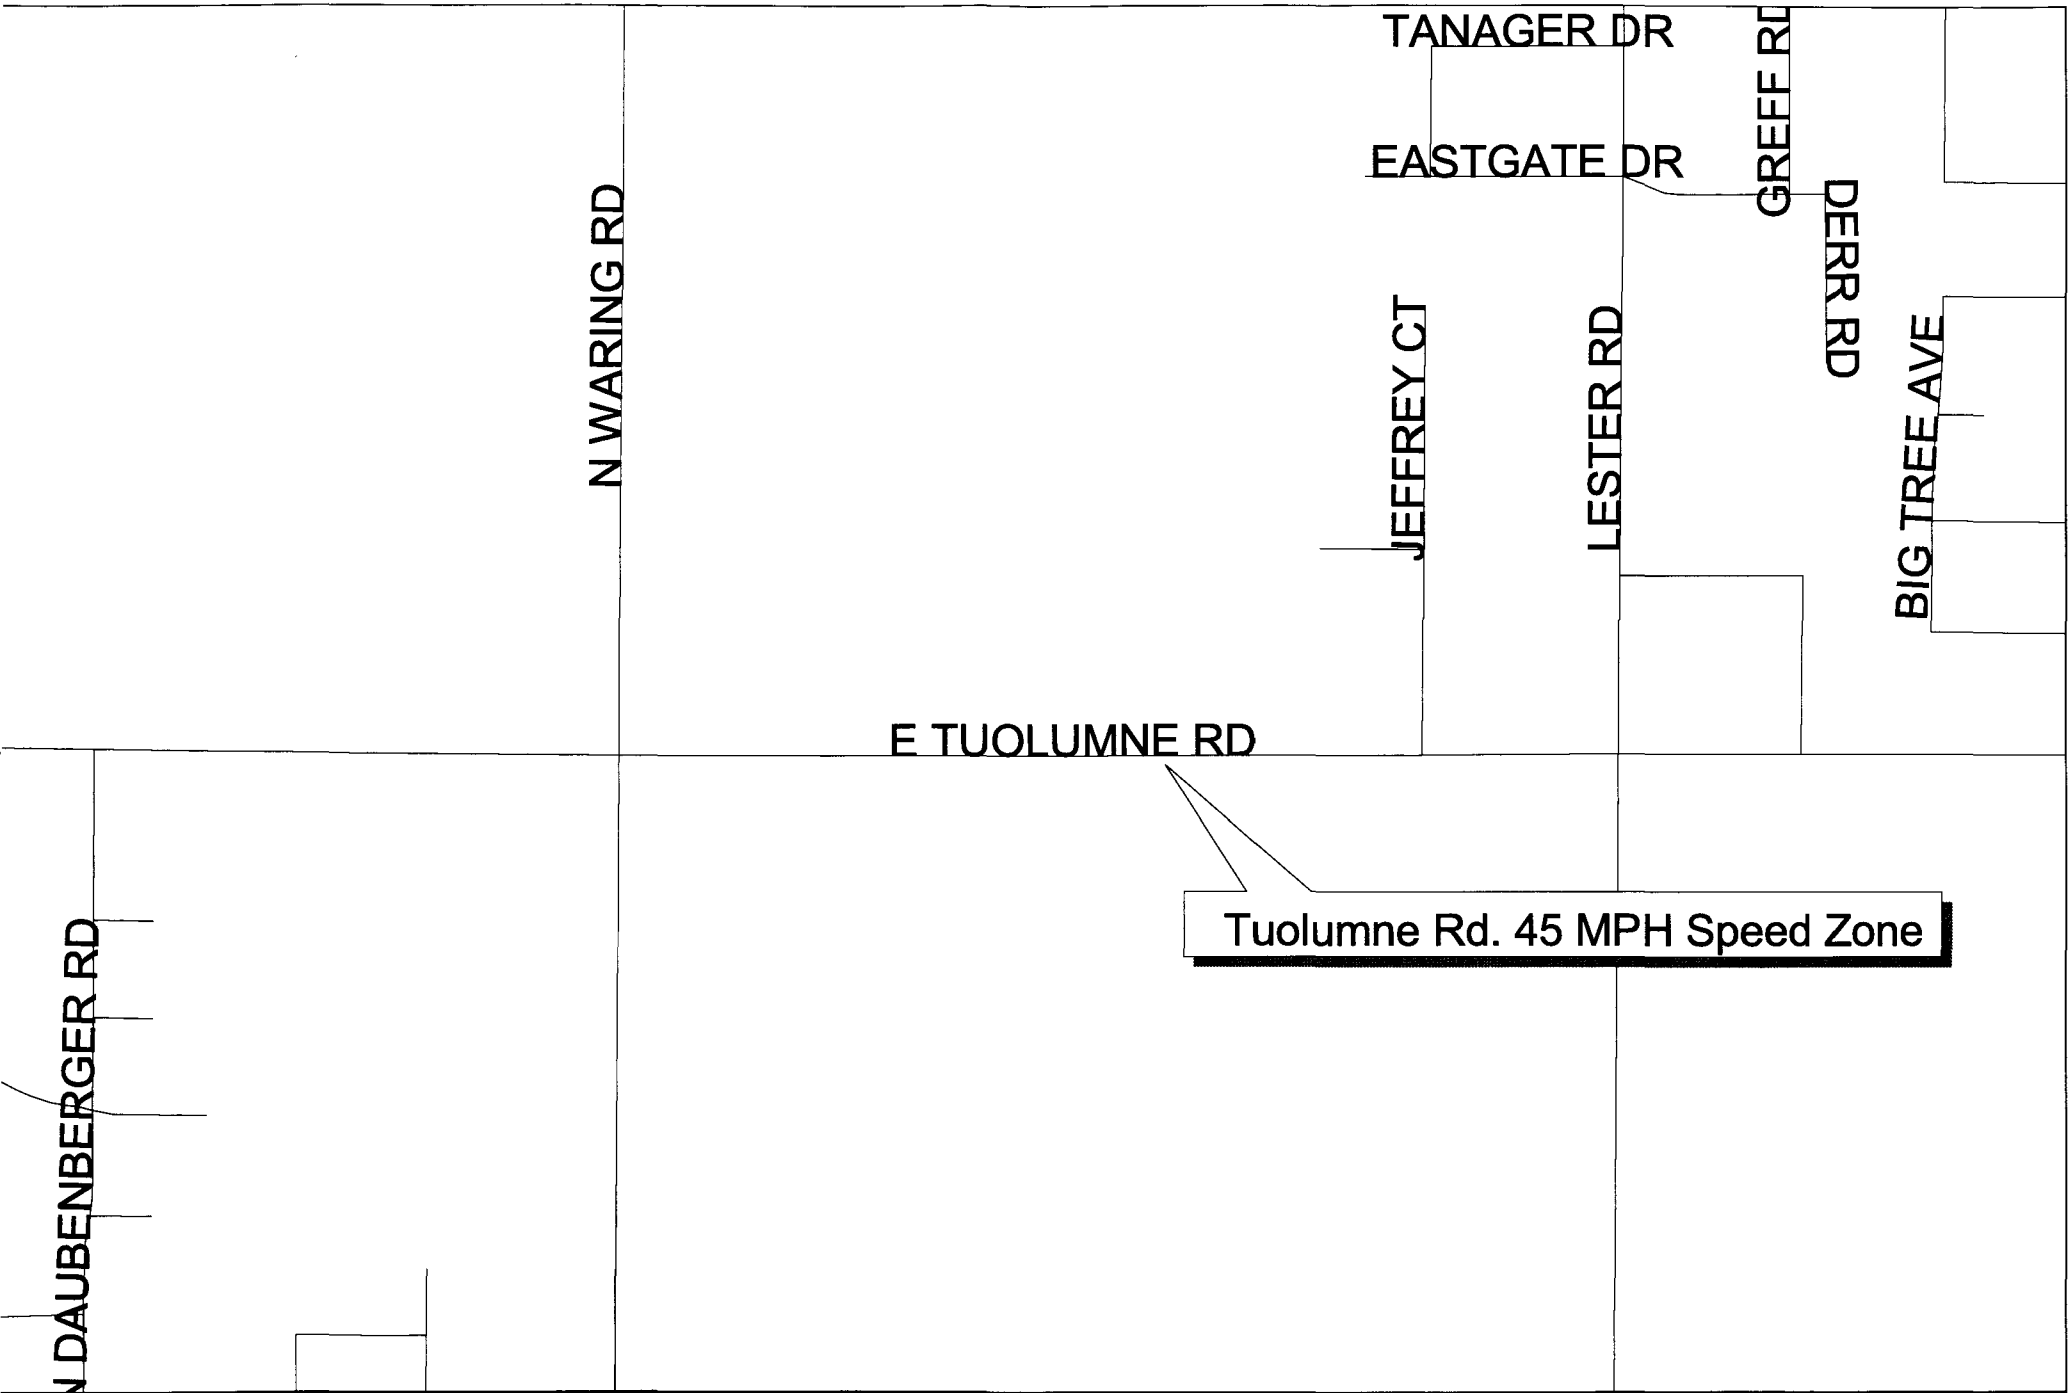 TANAGER DR
GREFF RD
EASTGATE DR
N WARING RD
DERR RD
JEFFREY CT
LESTER RD
BIG TREE AVE
E TUOLUMNE RD
Tuolumne Rd. 45 MPH Speed Zone
N DAUBENBERGER RD